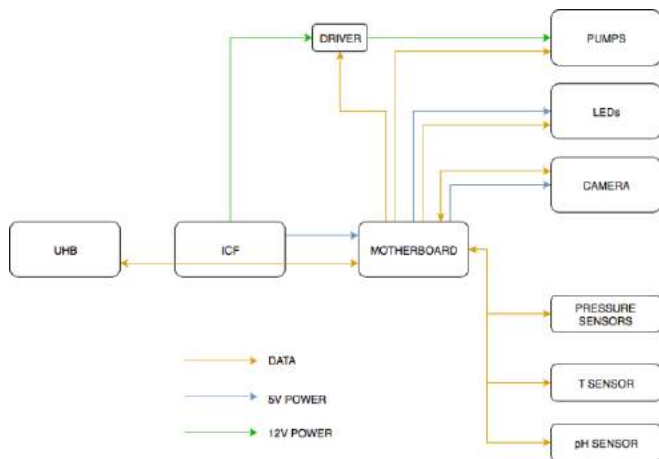 DRIVER
PUMPS
LEDs
CAMERA
UHB
ICF
MOTHERBOARD
PRESSURE
SENSORS
T SENSOR
pH SENSOR
DATA
5V POWER
12V POWER